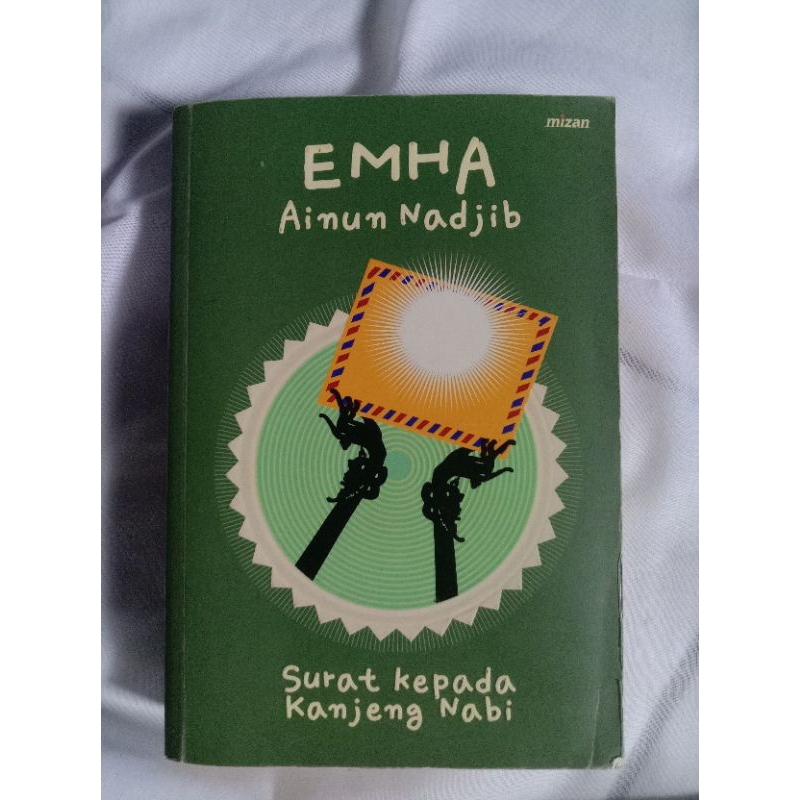 mizan
EMHA
Ainun Nadjib
Surat kepada
Kanjeng Nabi